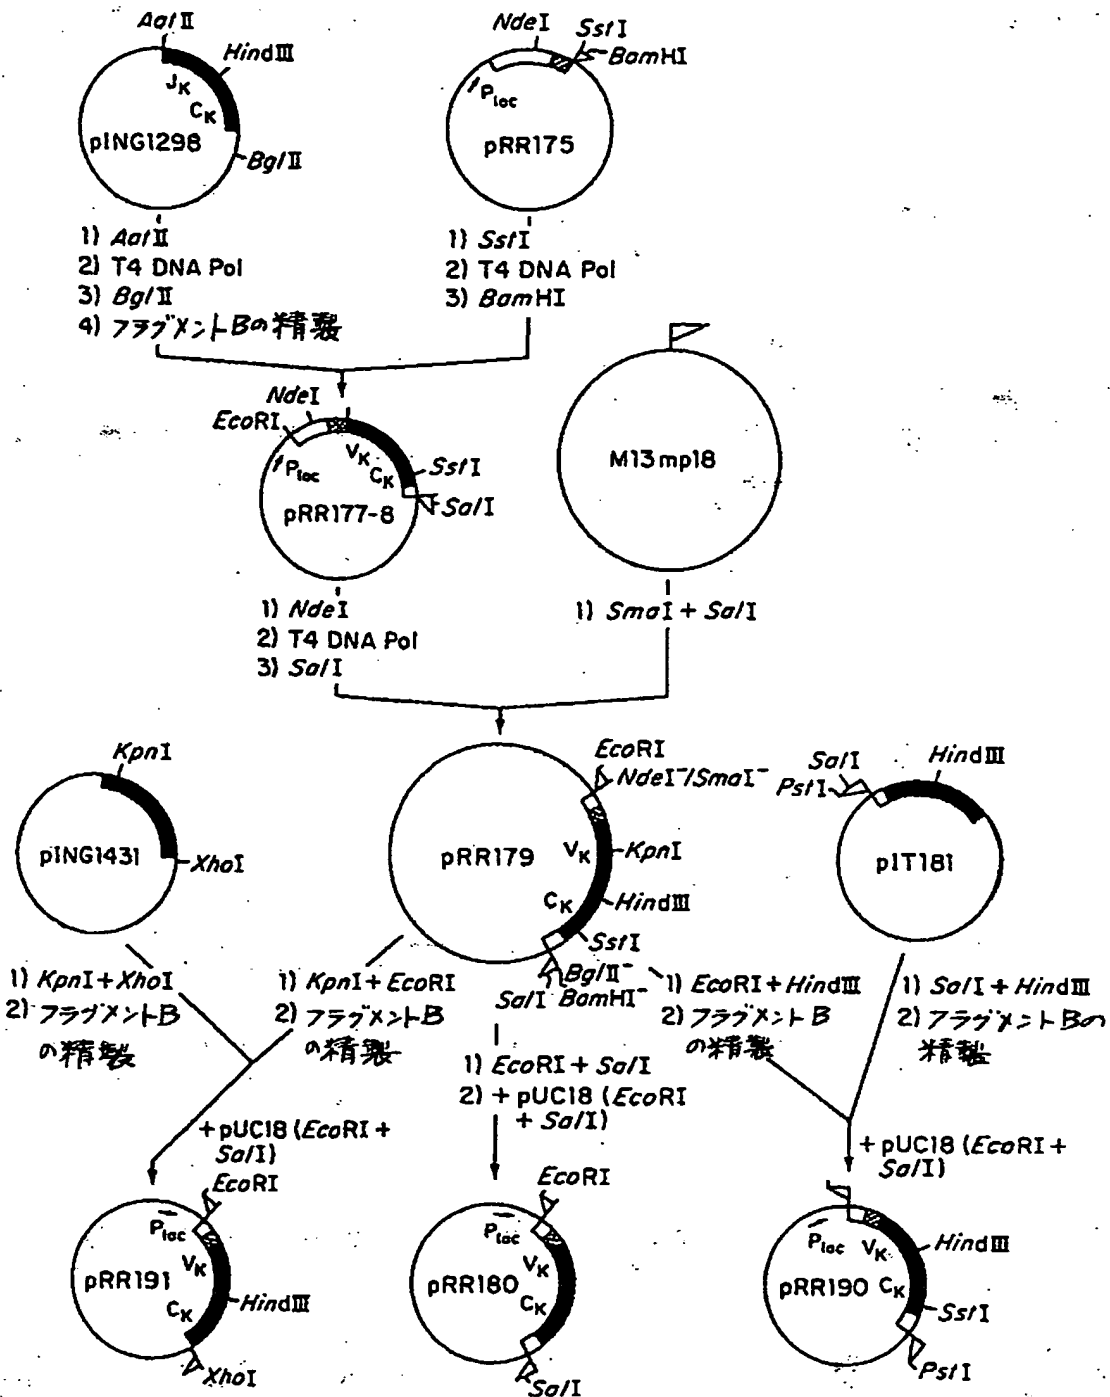 AatII
HindIII
JK
CK
pING1298
BglII
NdeI
SstI
BamHI
Plac
pRR175
1) AatII
2) T4 DNA Pol
3) BglII
4) フラグメントBの精製
1) SstI
2) T4 DNA Pol
3) BamHI
NdeI
EcoRI
Plac
VK
CK
SstI
SalI
pRR177-8
M13mp18
1) NdeI
2) T4 DNA Pol
3) SalI
1) SmaI + SalI
KpnI
pING1431
XhoI
EcoRI
NdeI⁻/SmaI⁻
pRR179
VK
KpnI
CK
HindIII
SstI
BglII⁻
SalI BamHI⁻
SalI
PstI
HindIII
pIT181
1) KpnI+XhoI
2) フラグメントB
の精製
1) KpnI+EcoRI
2) フラグメントB
の精製
1) EcoRI + SalI
2) + pUC18 (EcoRI
+ SalI)
1) EcoRI+HindIII
2) フラグメントB
の精製
1) SalI + HindIII
2) フラグメントBの
精製
+ pUC18 (EcoRI +
SalI)
+ pUC18 (EcoRI +
SalI)
EcoRI
Plac
VK
pRR191
CK
HindIII
XhoI
EcoRI
Plac
VK
pRR180
CK
SalI
Plac
VK
HindIII
pRR190
CK
SstI
PstI